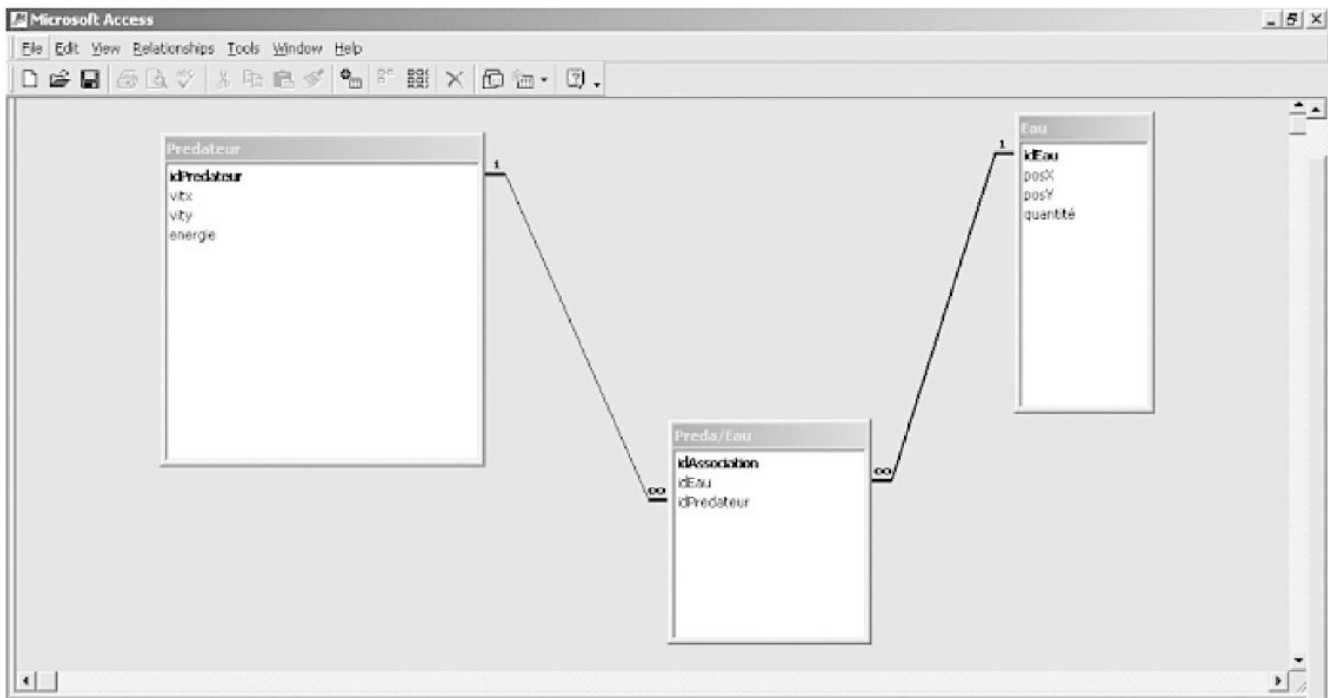 Microsoft Access
File Edit View Relationships Tools Window Help
Predateur
idPredateur
vitx
vity
energie
1
1
Eau
idEau
posX
posY
quantité
Preda/Eau
idAssociation
idEau
idPredateur
∞
∞